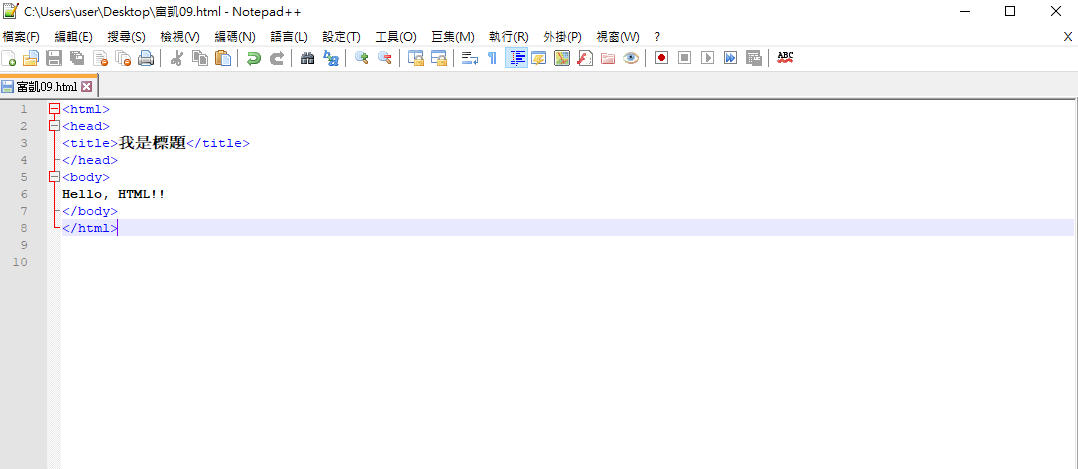 C:\Users\user\Desktop\富凱09.html - Notepad++
檔案(F) 編輯(E) 搜尋(S) 檢視(V) 編碼(N) 語言(L) 設定(T) 工具(O) 巨集(M) 執行(R) 外掛(P) 視窗(W) ? X
ABC
富凱09.html
1 <html>
2 <head>
3 <title>我是標題</title>
4 </head>
5 <body>
6 Hello, HTML!!
7 </body>
8 </html>
9
10